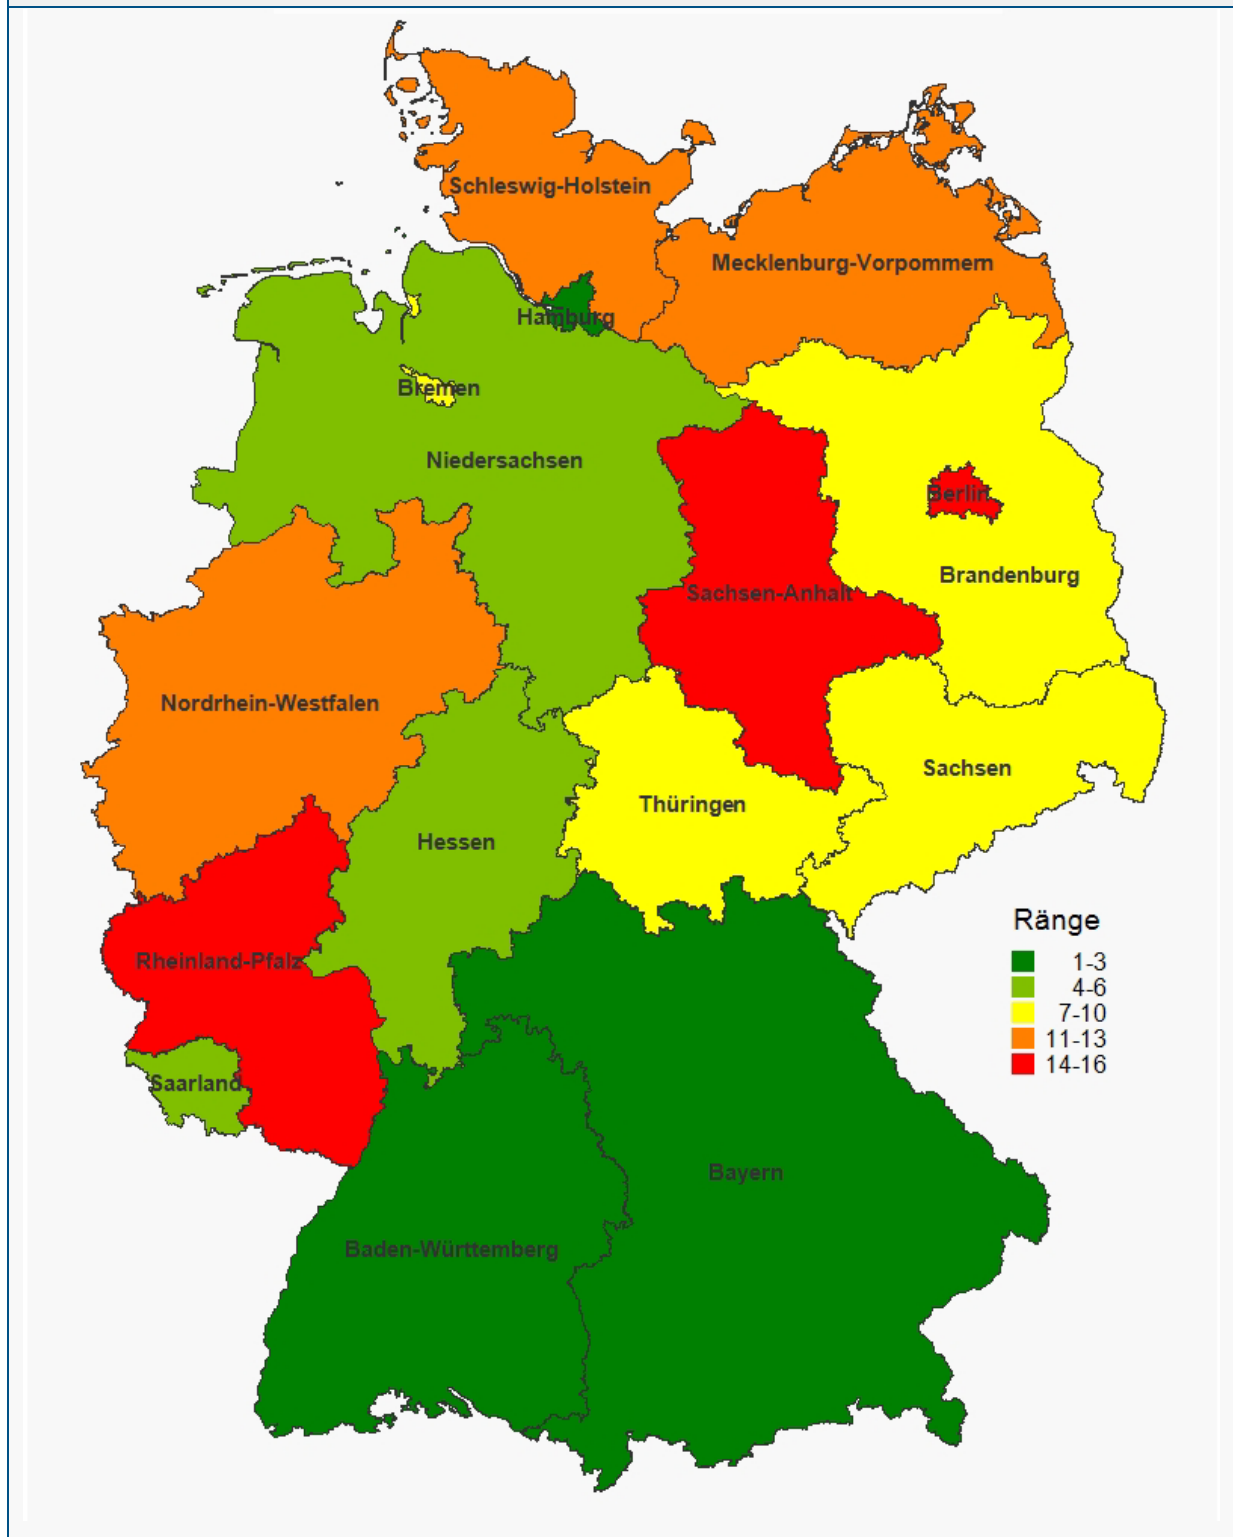 Schleswig-Holstein
Mecklenburg-Vorpommern
Hamburg
Bremen
Niedersachsen
Berlin
Brandenburg
Sachsen-Anhalt
Nordrhein-Westfalen
Sachsen
Thüringen
Hessen
Ränge
1-3
4-6
7-10
11-13
14-16
Rheinland-Pfalz
Saarland
Bayern
Baden-Württemberg